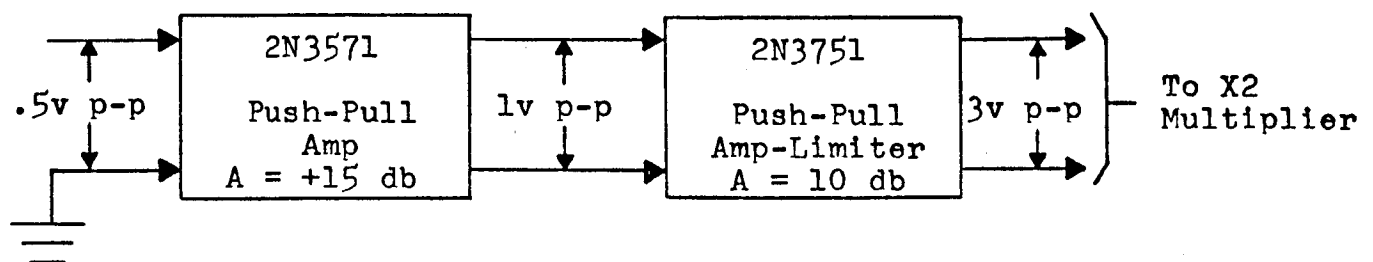 .5v p-p
2N3571
Push-Pull
Amp
A = +15 db
1v p-p
2N3751
Push-Pull
Amp-Limiter
A = 10 db
3v p-p
To X2
Multiplier